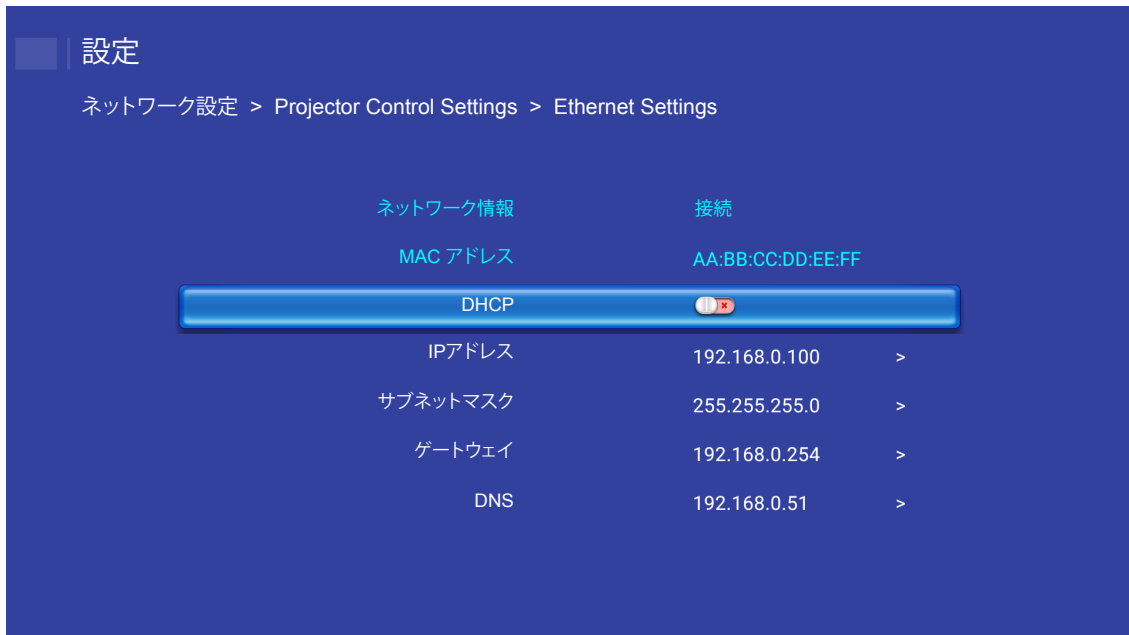 設定
ネットワーク設定 > Projector Control Settings > Ethernet Settings
ネットワーク情報 接続
MAC アドレス AA:BB:CC:DD:EE:FF
DHCP
IPアドレス 192.168.0.100 >
サブネットマスク 255.255.255.0 >
ゲートウェイ 192.168.0.254 >
DNS 192.168.0.51 >